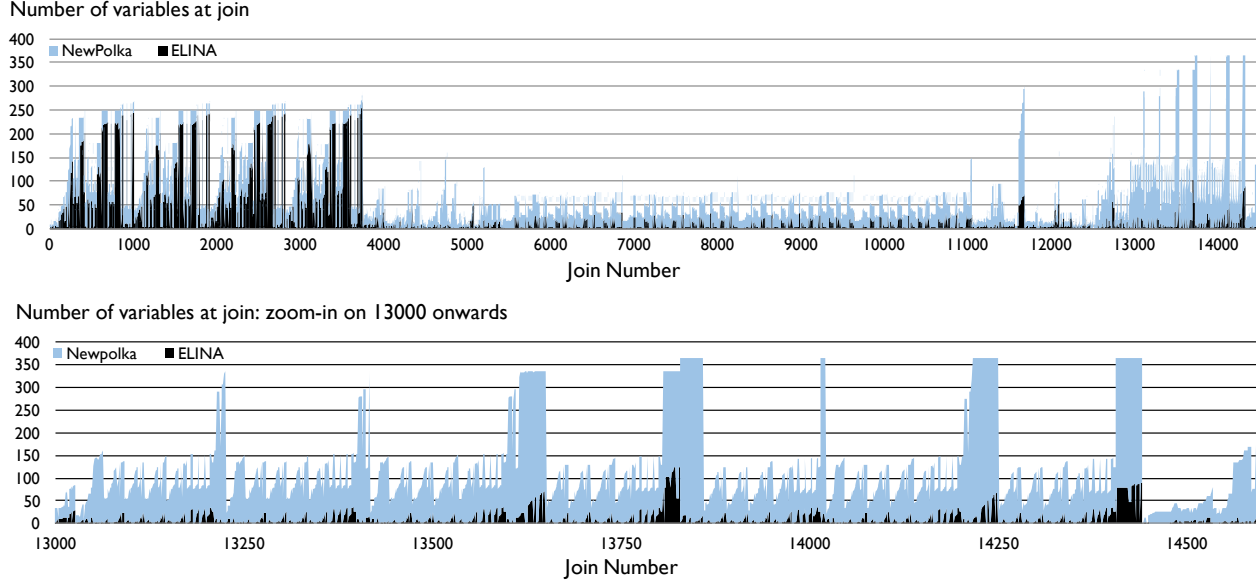 Number of variables at join
400
NewPolka ELINA
350
300
250
200
150
100
50
0
0 1000 2000 3000 4000 5000 6000 7000 8000 9000 10000 11000 12000 13000 14000
Join Number
Number of variables at join: zoom-in on 13000 onwards
400
Newpolka ELINA
350
300
250
200
150
100
50
0
13000 13250 13500 13750 14000 14250 14500
Join Number